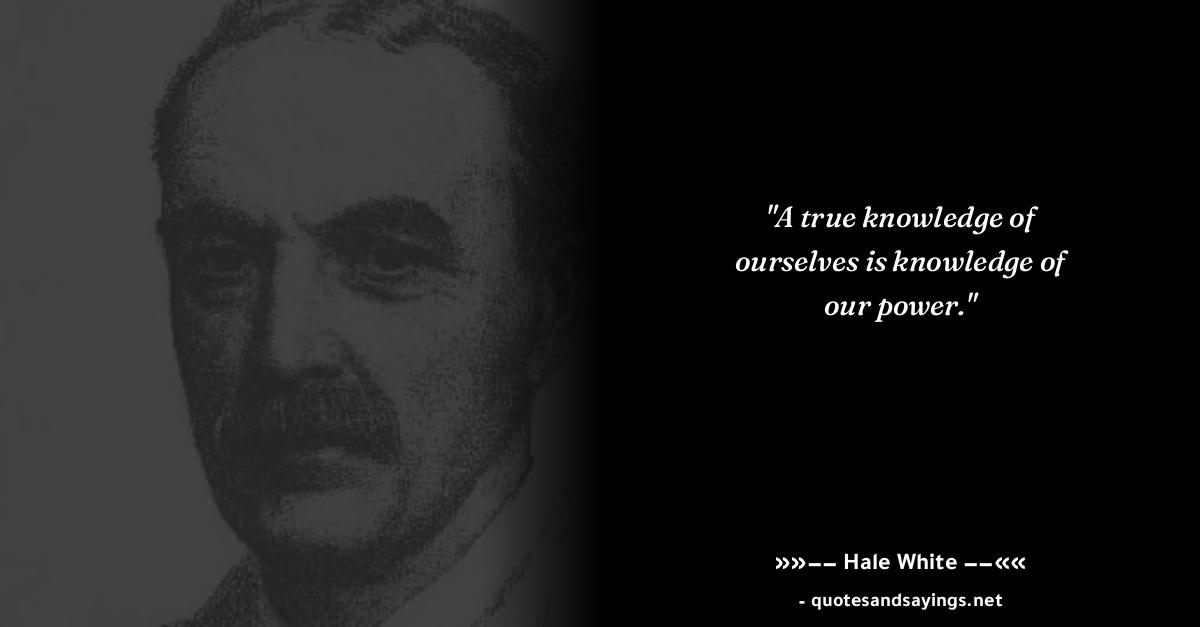 "A true knowledge of
ourselves is knowledge of
our power."
»»–– Hale White ––««
- quotesandsayings.net